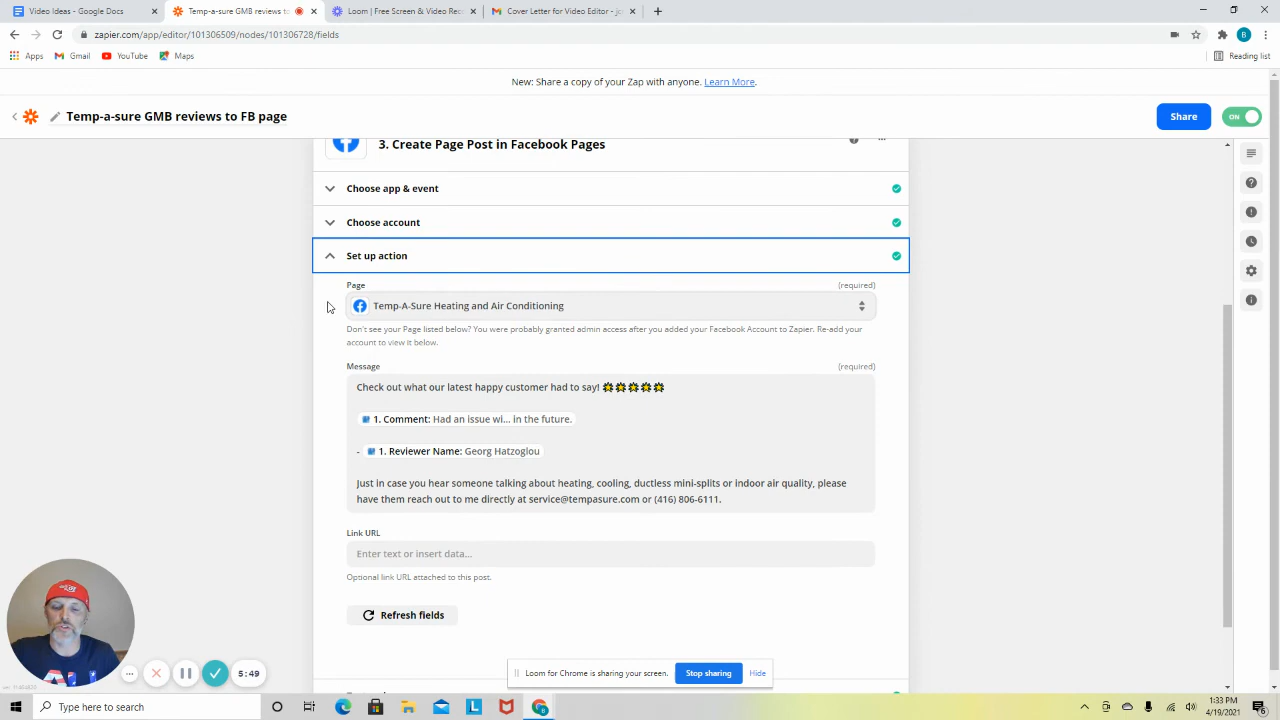 Video Ideas - Google Docs
Temp-a-sure GMB reviews to
Loom | Free Screen & Video Rec
Cover Letter for Video Editor - jo
zapier.com/app/editor/101306509/nodes/101306728/fields
B
Apps
Gmail
YouTube
Maps
Reading list
New: Share a copy of your Zap with anyone. Learn More.
Temp-a-sure GMB reviews to FB page
Share
ON
3. Create Page Post in Facebook Pages
Choose app & event
Choose account
Set up action
Page
(required)
Temp-A-Sure Heating and Air Conditioning
Don't see your Page listed below? You were probably granted admin access after you added your Facebook Account to Zapier. Re-add your
account to view it below.
Message
(required)
Check out what our latest happy customer had to say!
1. Comment: Had an issue wi... in the future.
- 1. Reviewer Name: Georg Hatzoglou
Just in case you hear someone talking about heating, cooling, ductless mini-splits or indoor air quality, please
have them reach out to me directly at service@tempasure.com or (416) 806-6111.
Link URL
Enter text or insert data...
Optional link URL attached to this post.
Refresh fields
5:49
Loom for Chrome is sharing your screen.
Stop sharing
Hide
Type here to search
L
1:33 PM
4/19/2021
6